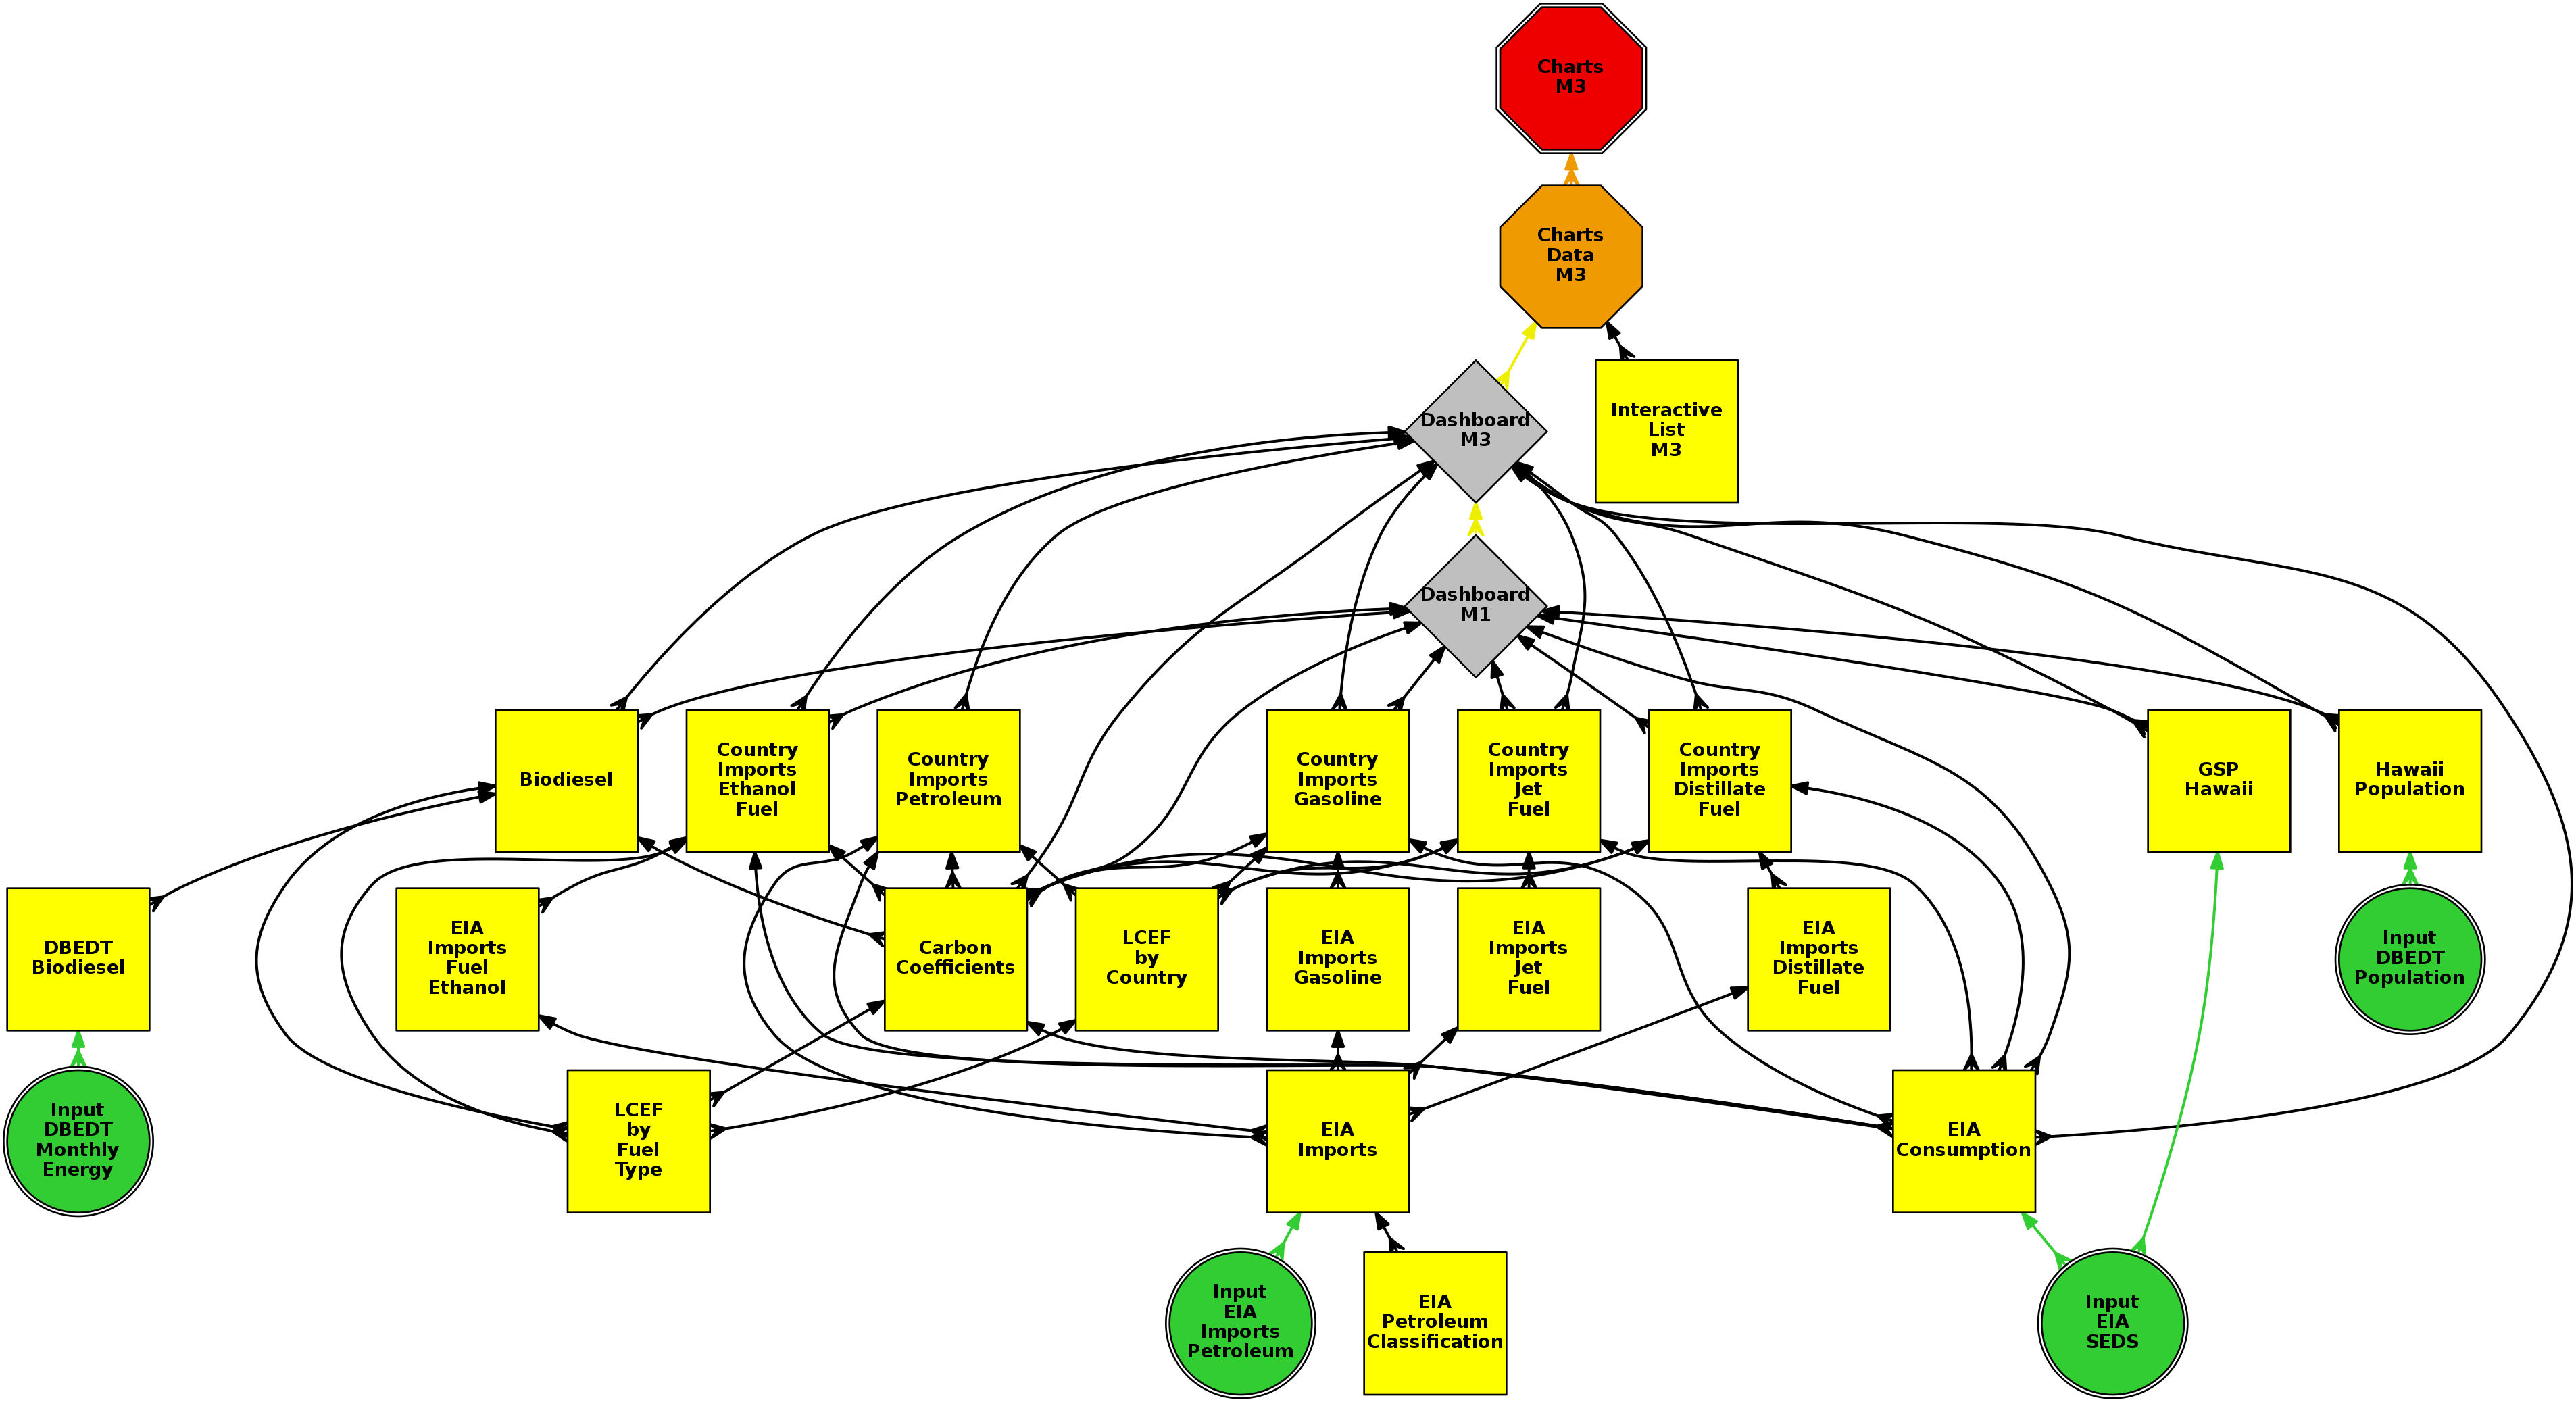 Charts
M3
Charts
Data
M3
Dashboard
M3
Interactive
List
M3
Dashboard
M1
Biodiesel
Country
Imports
Ethanol
Fuel
Country
Imports
Petroleum
Country
Imports
Gasoline
Country
Imports
Jet
Fuel
Country
Imports
Distillate
Fuel
GSP
Hawaii
Hawaii
Population
DBEDT
Biodiesel
EIA
Imports
Fuel
Ethanol
Carbon
Coefficients
LCEF
by
Country
EIA
Imports
Gasoline
EIA
Imports
Jet
Fuel
EIA
Imports
Distillate
Fuel
Input
DBEDT
Population
Input
DBEDT
Monthly
Energy
LCEF
by
Fuel
Type
EIA
Imports
EIA
Consumption
Input
EIA
Imports
Petroleum
EIA
Petroleum
Classification
Input
EIA
SEDS